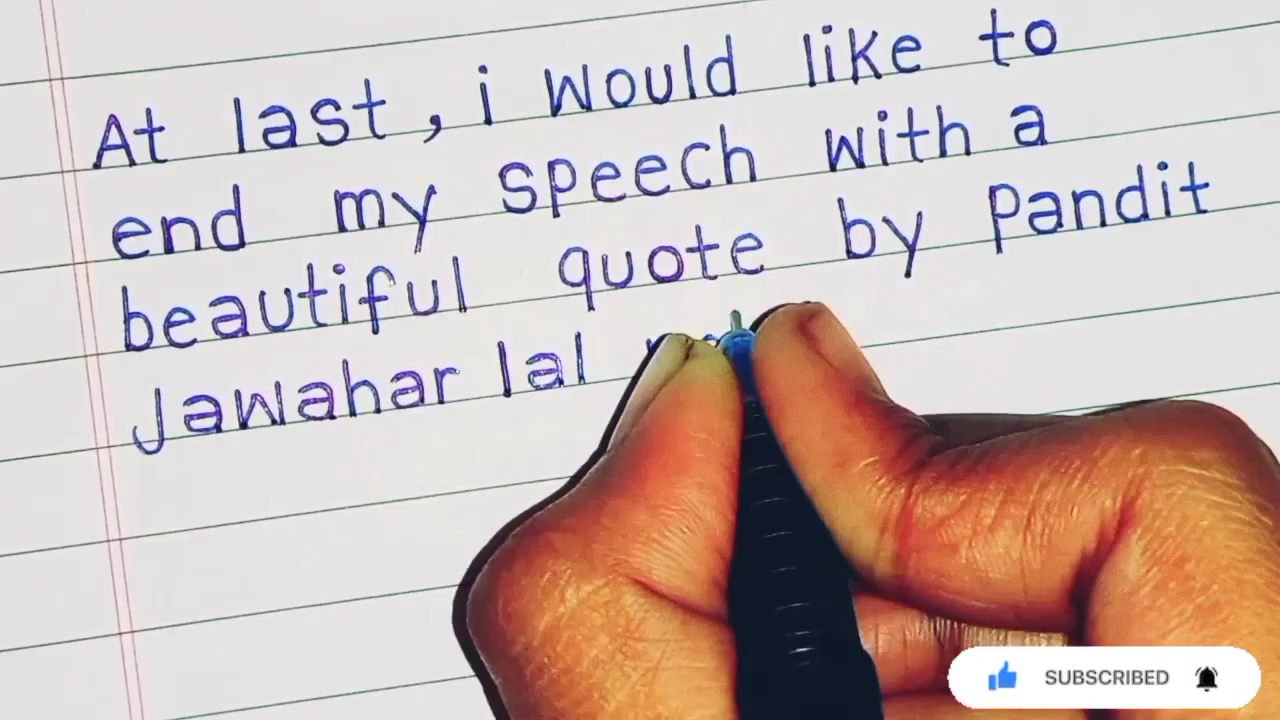 At last, i would like to
end my speech with a
beautiful quote by Pandit
Jawahar lal
SUBSCRIBED